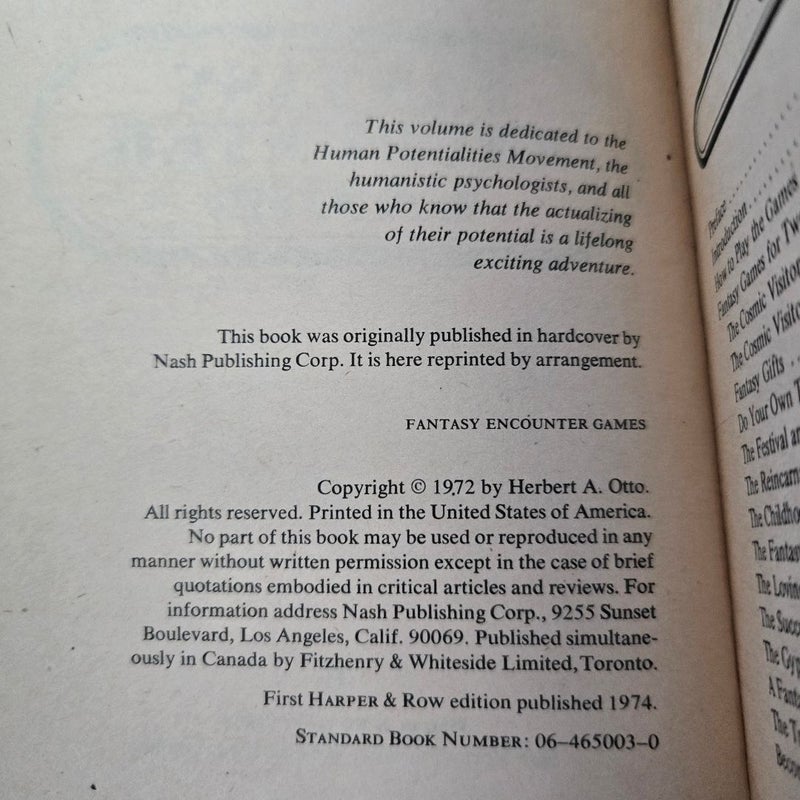 This volume is dedicated to the
Human Potentialities Movement, the
humanistic psychologists, and all
those who know that the actualizing
of their potential is a lifelong
exciting adventure.
This book was originally published in hardcover by
Nash Publishing Corp. It is here reprinted by arrangement.
FANTASY ENCOUNTER GAMES
Copyright © 1972 by Herbert A. Otto.
All rights reserved. Printed in the United States of America.
No part of this book may be used or reproduced in any
manner without written permission except in the case of brief
quotations embodied in critical articles and reviews. For
information address Nash Publishing Corp., 9255 Sunset
Boulevard, Los Angeles, Calif. 90069. Published simultane-
ously in Canada by Fitzhenry & Whiteside Limited, Toronto.
First HARPER & ROW edition published 1974.
STANDARD BOOK NUMBER: 06-465003-0
Preface
Introduction
How to Play the Games
Fantasy Games for Tw
The Cosmic Visitor
The Cosmic Visito
Fantasy Gifts
Do Your Own T
The Festival ar
The Reincarn
The Childho
The Fantas
The Lovin
The Succ
The Gyp
A Fanta
The T
Becor